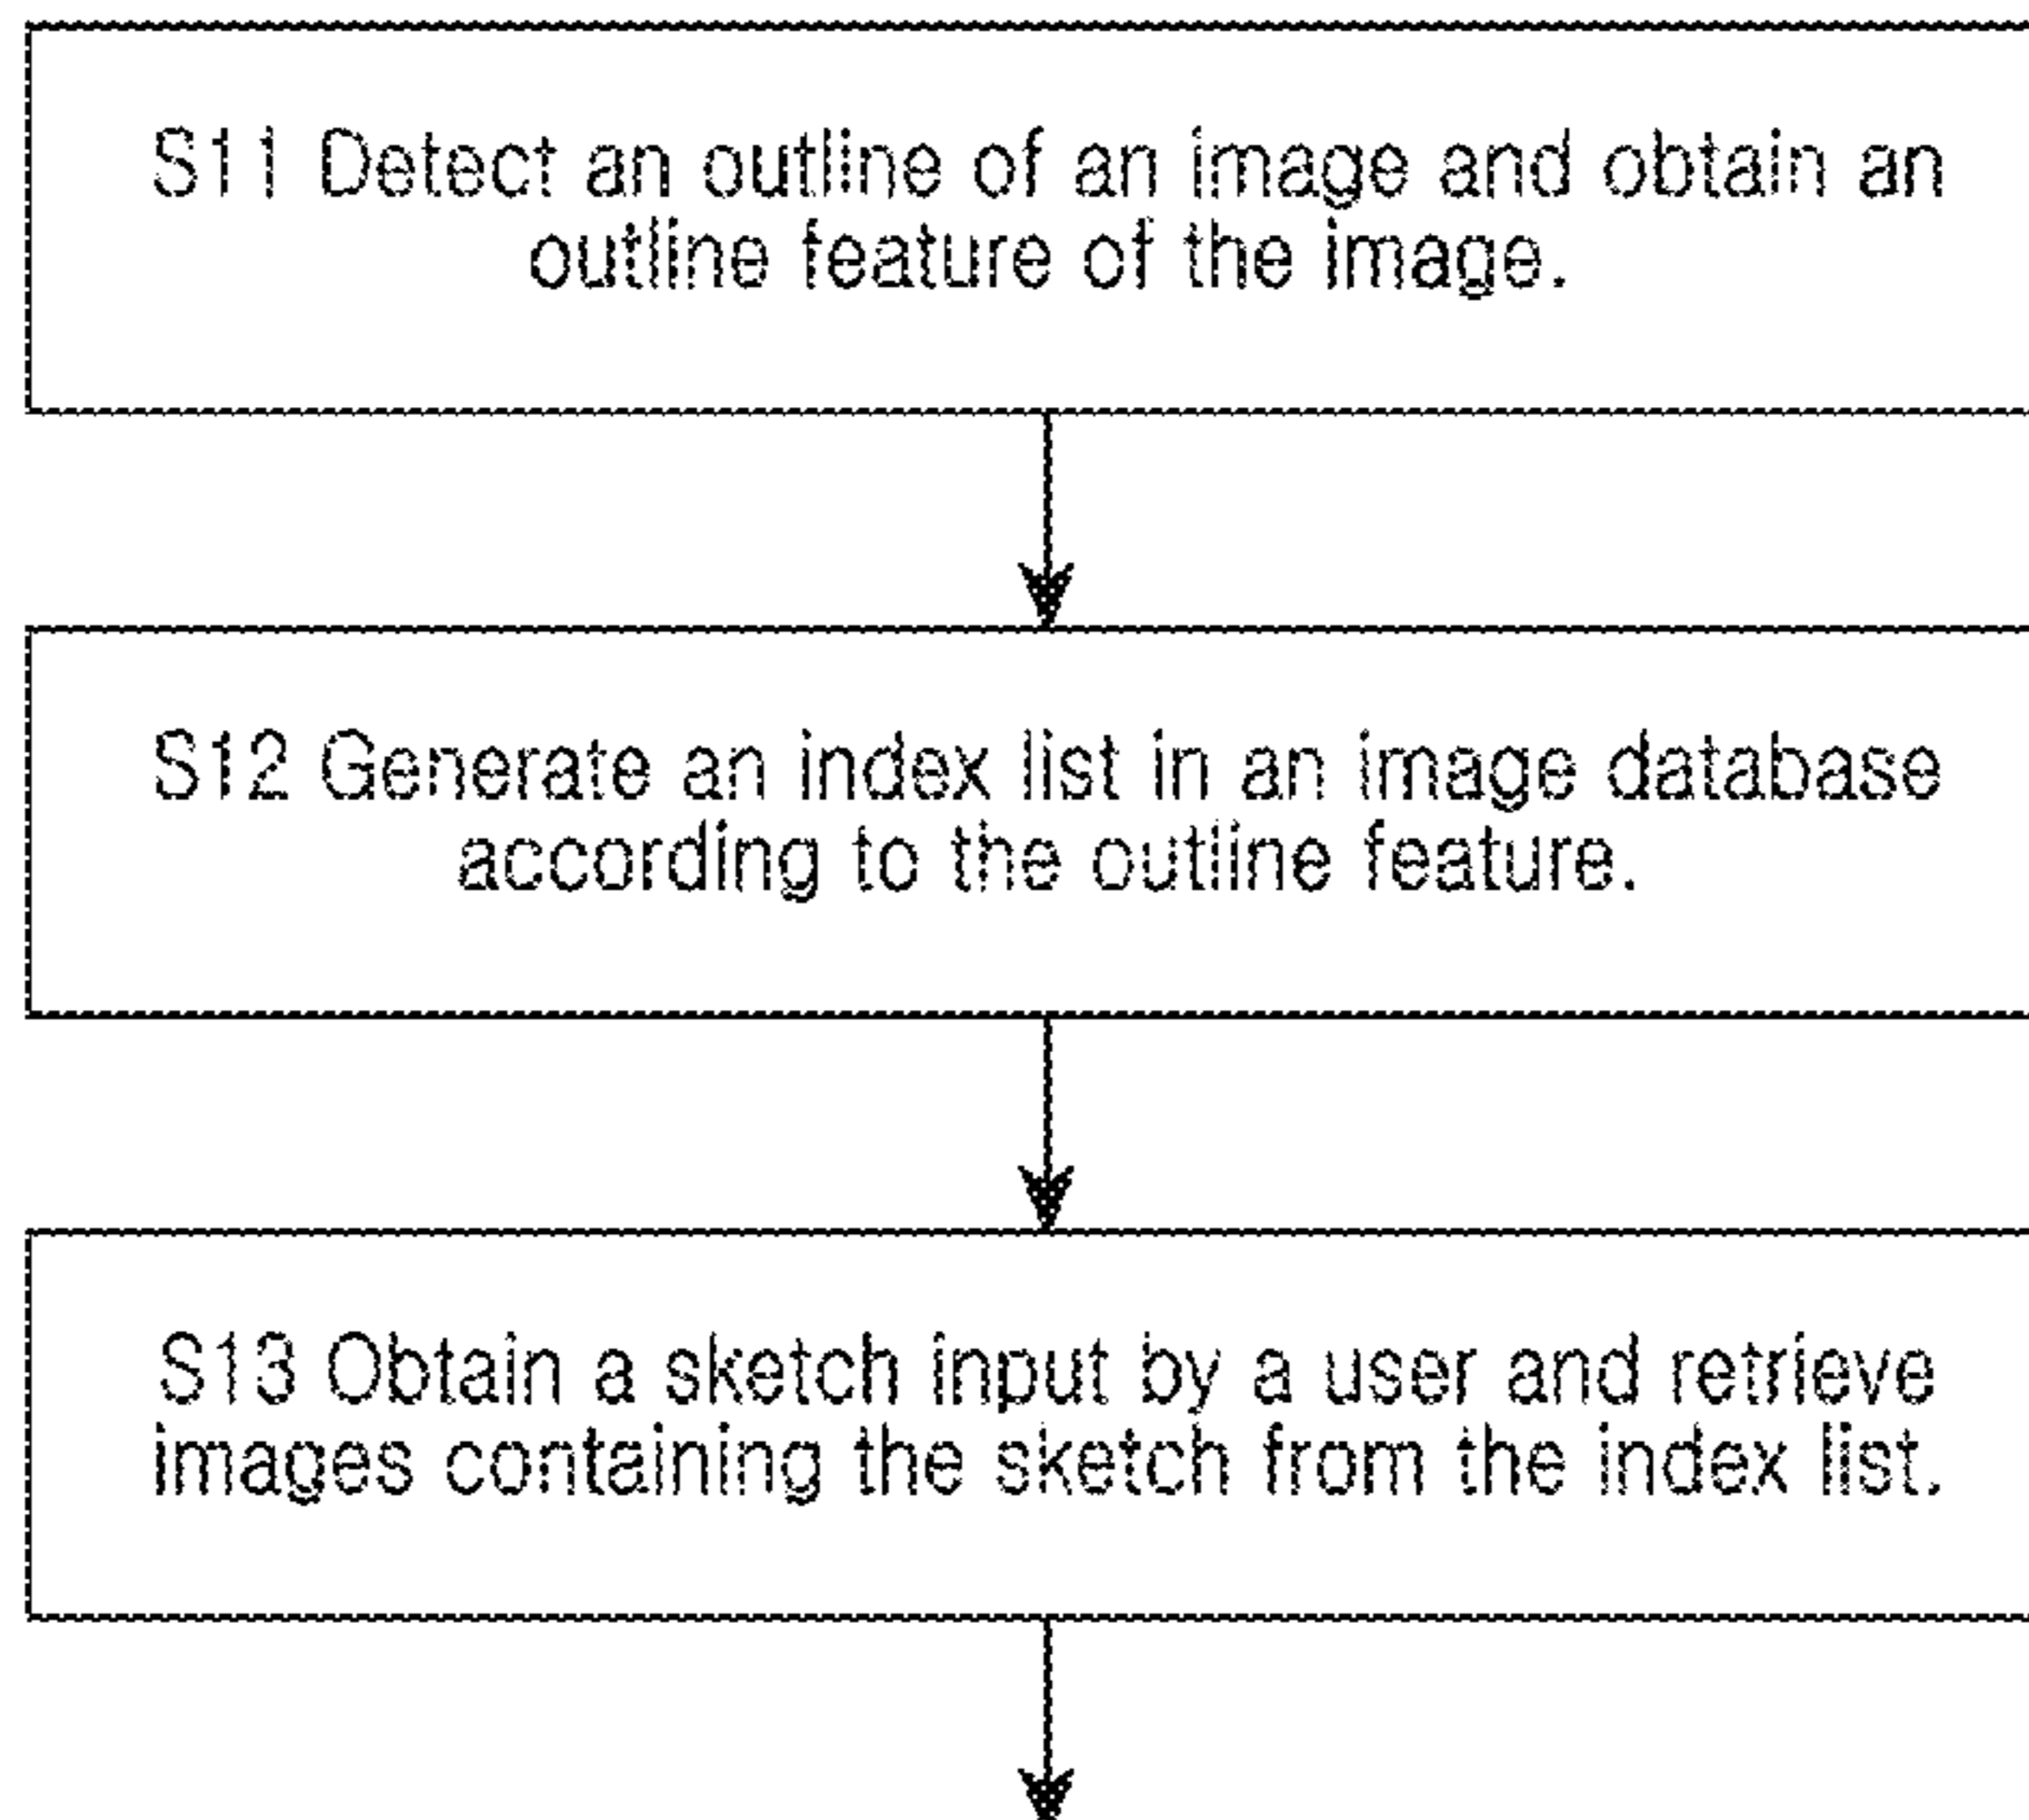 S11 Detect an outline of an image and obtain an
outline feature of the image.
S12 Generate an index list in an image database
according to the outline feature.
S13 Obtain a sketch input by a user and retrieve
images containing the sketch from the index list.